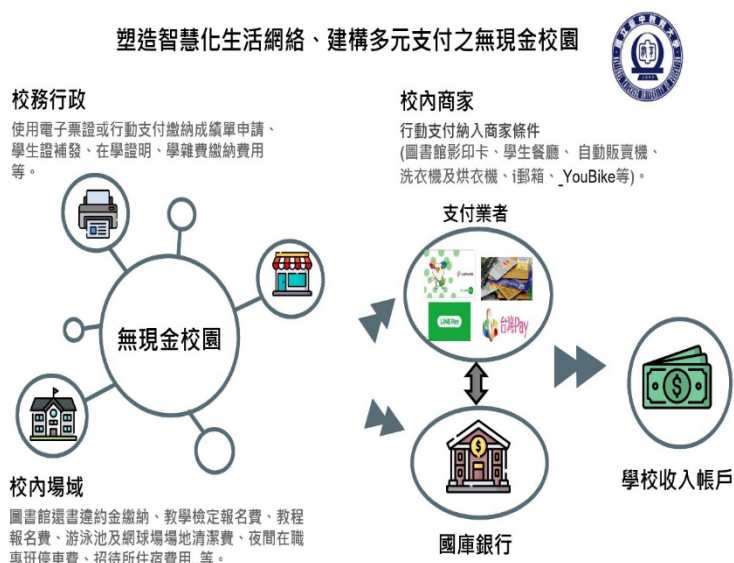 塑造智慧化生活網絡、建構多元支付之無現金校園
校務行政
使用電子票證或行動支付繳納成績單申請、
學生證補發、在學證明、學雜費繳納費用
等。
無現金校園
校內場域
圖書館還書違約金繳納、教學檢定報名費、教程
報名費、游泳池及網球場場地清潔費、夜間在職
專班停車費、招待所住宿費用 等。
校內商家
行動支付納入商家條件
(圖書館影印卡、學生餐廳、 自動販賣機、
洗衣機及烘衣機、i郵箱、_YouBike等)。
支付業者
LINE Pay
台灣Pay
國庫銀行
學校收入帳戶